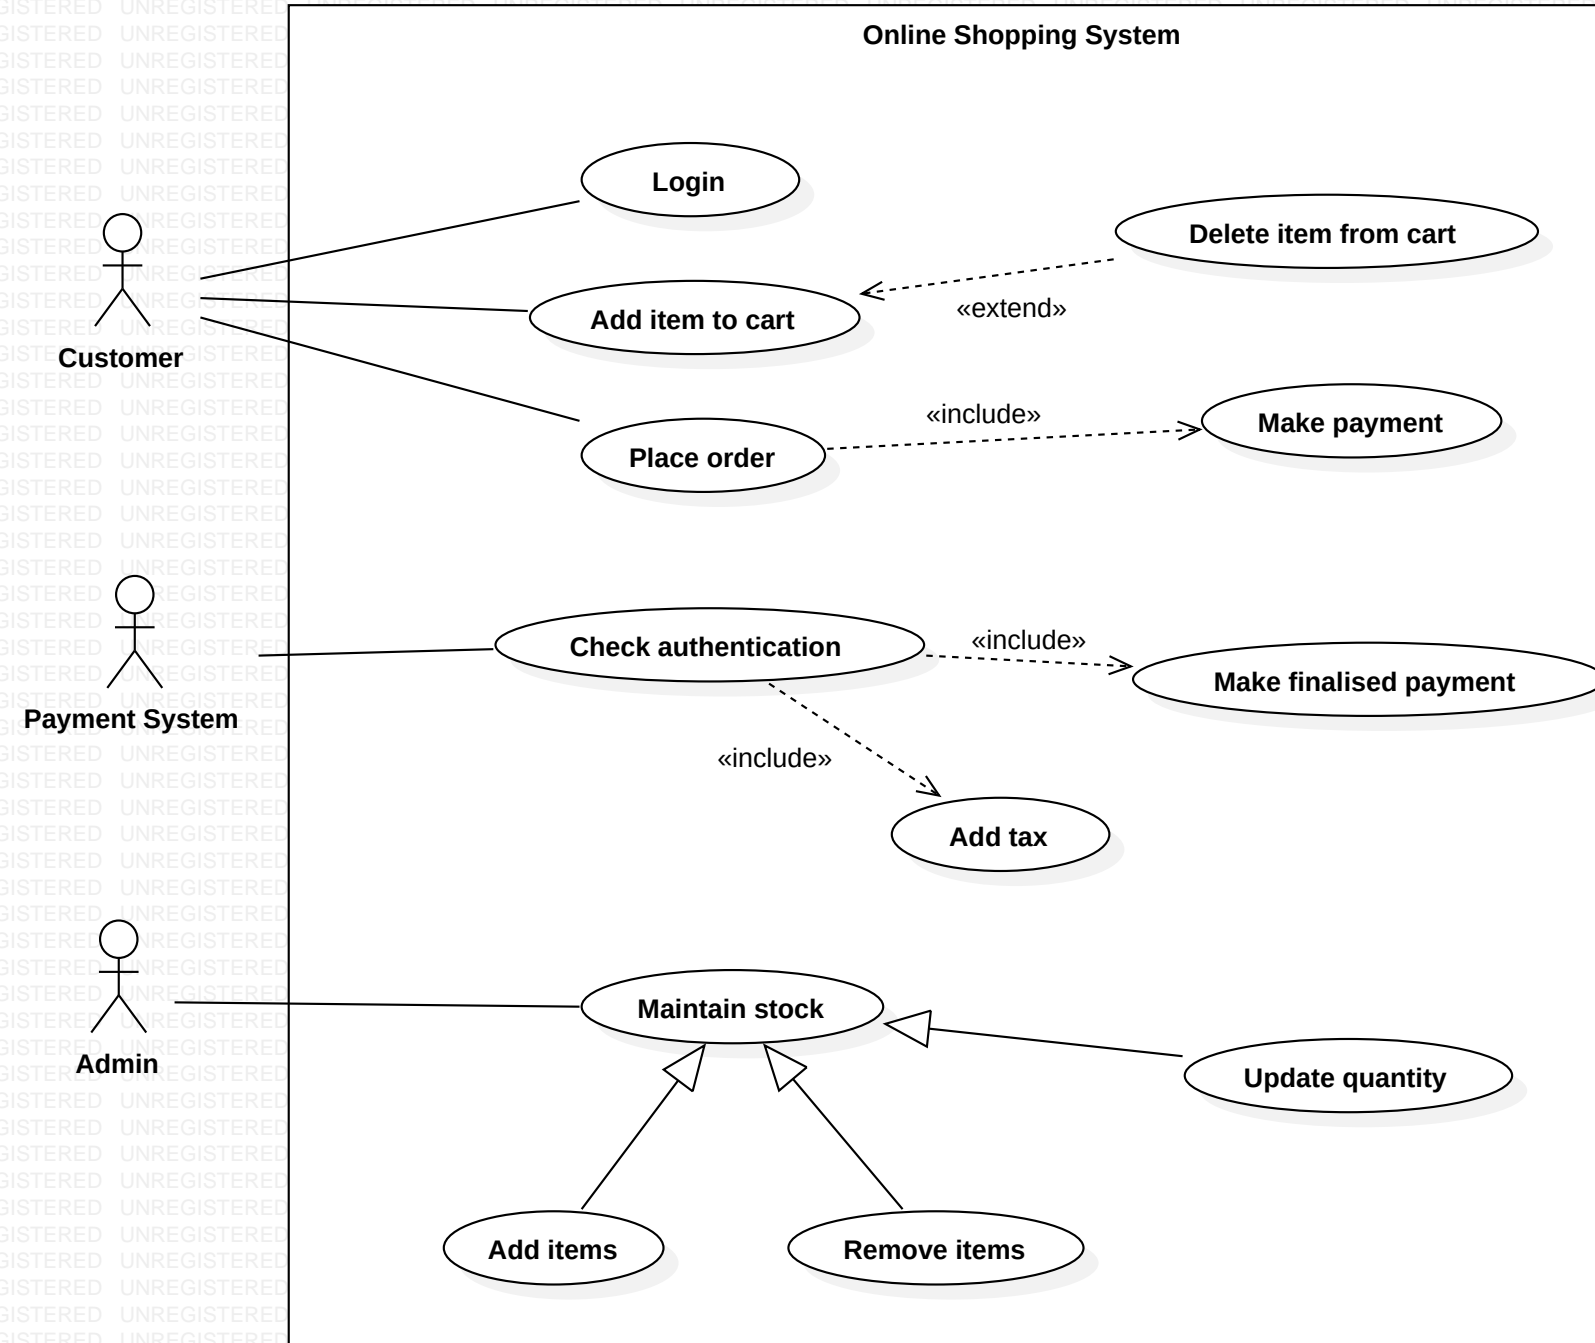 Online Shopping System
Login
Delete item from cart
«extend»
Add item to cart
Customer
«include»
Make payment
Place order
Check authentication
«include»
Make finalised payment
Payment System
«include»
Add tax
Maintain stock
Admin
Update quantity
Add items
Remove items
UNREGISTERED